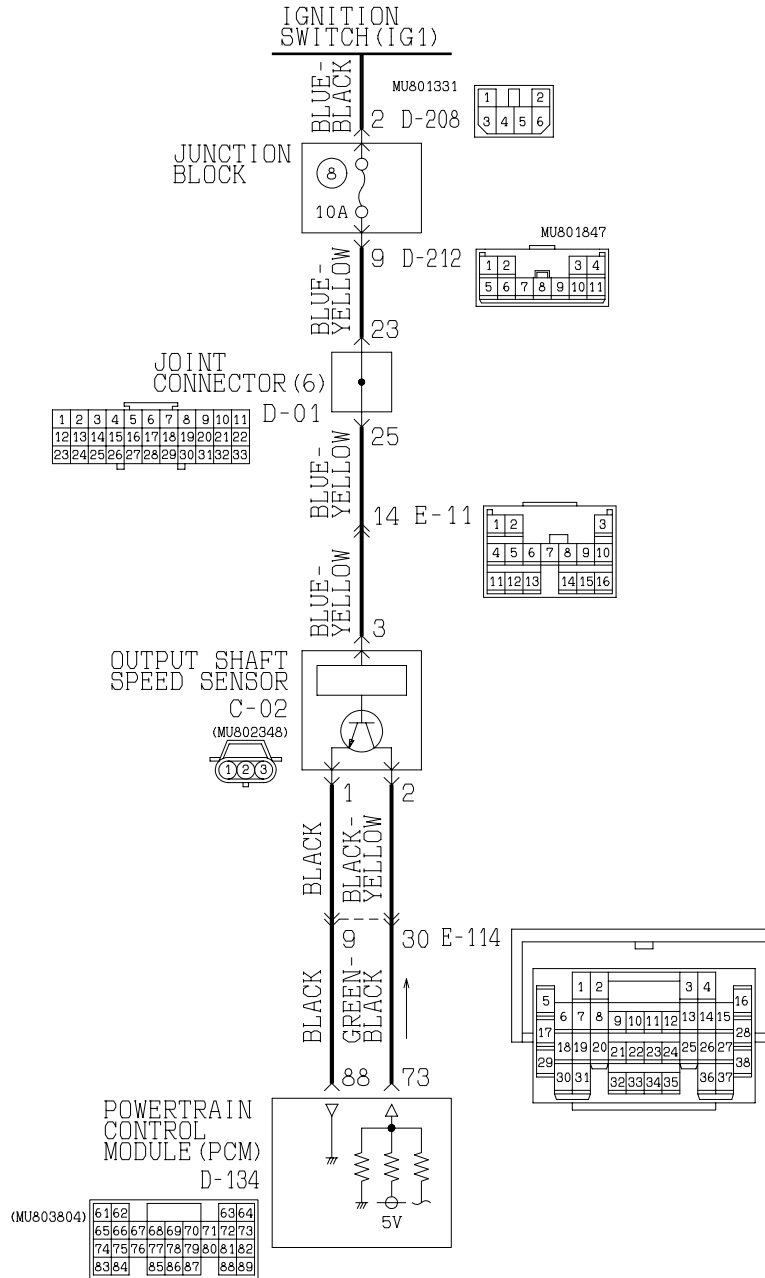 IGNITION
SWITCH(IG1)
BLUE-
BLACK
MU801331
2 D-208
1 2
3 4 5 6
JUNCTION
BLOCK
8
10A
MU801847
9 D-212
1 2 3 4
5 6 7 8 9 10 11
BLUE-
YELLOW
23
JOINT
CONNECTOR(6)
D-01
1 2 3 4 5 6 7 8 9 10 11
12 13 14 15 16 17 18 19 20 21 22
23 24 25 26 27 28 29 30 31 32 33
25
BLUE-
YELLOW
14 E-11
1 2 3
4 5 6 7 8 9 10
11 12 13 14 15 16
BLUE-
YELLOW
3
OUTPUT SHAFT
SPEED SENSOR
C-02
(MU802348)
1 2 3
1 2
BLACK
BLACK-
YELLOW
9 30 E-114
BLACK
GREEN-
BLACK
1 2 3 4
5 16
6 7 8 9 10 11 12 13 14 15
17 28
18 19 20 21 22 23 24 25 26 27
29 38
30 31 32 33 34 35 36 37
88 73
POWERTRAIN
CONTROL
MODULE(PCM)
D-134
5V
(MU803804)
61 62 63 64
65 66 67 68 69 70 71 72 73
74 75 76 77 78 79 80 81 82
83 84 85 86 87 88 89